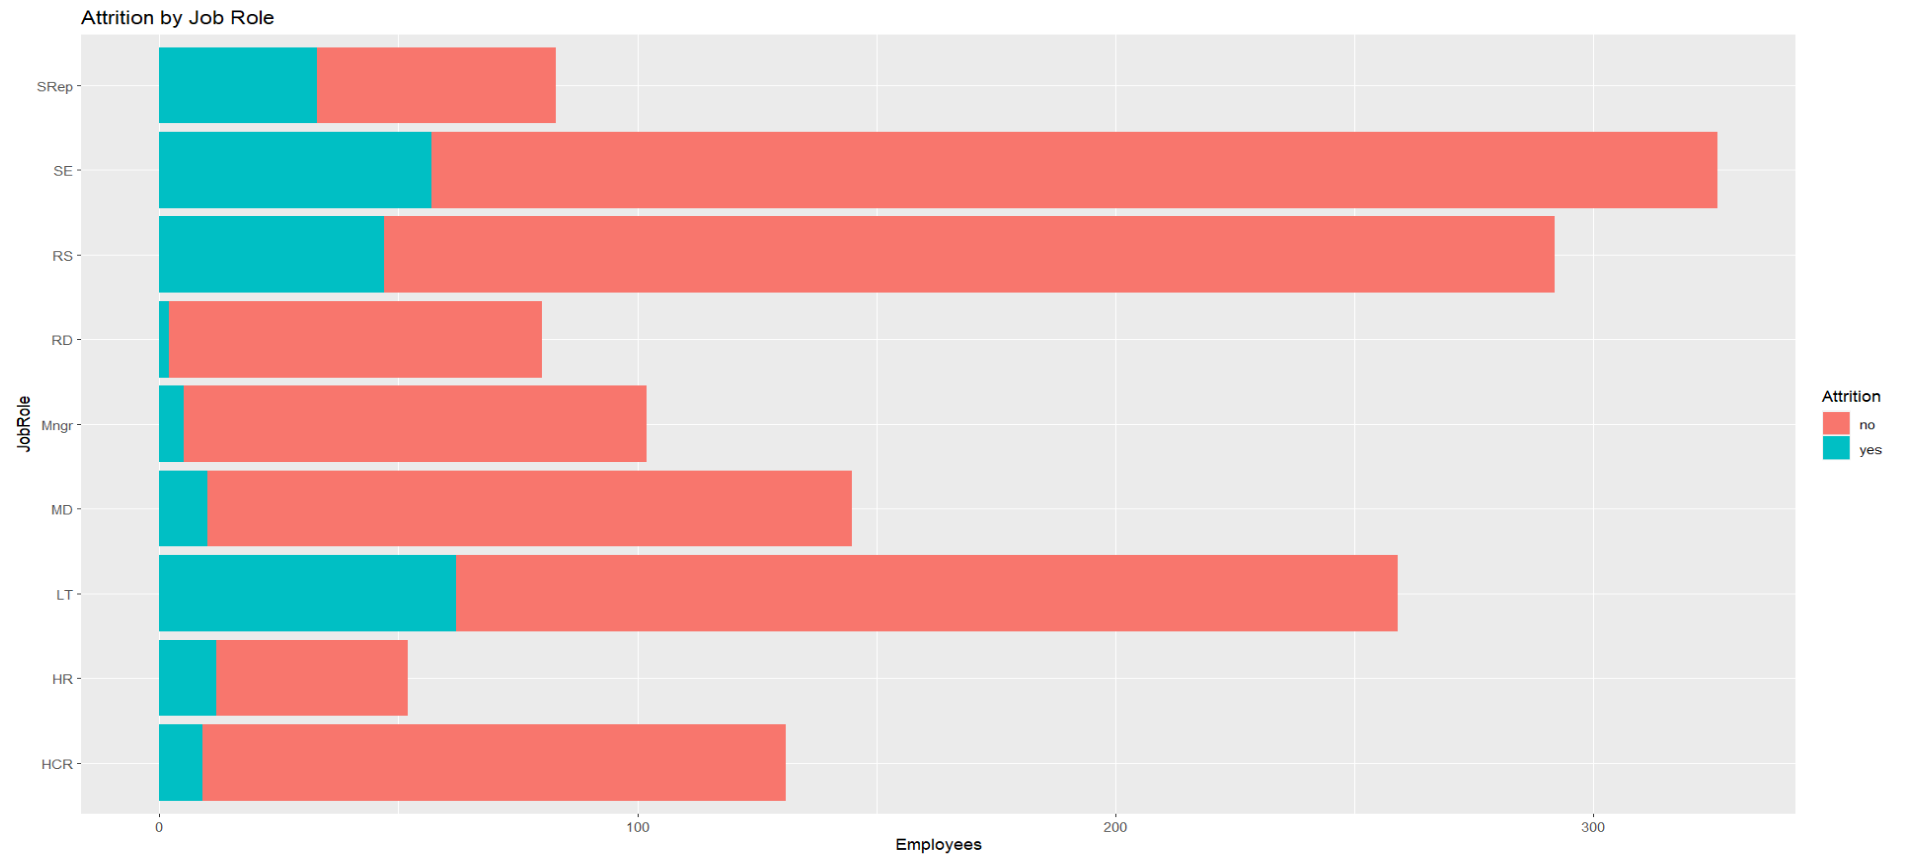 Attrition by Job Role
SRep
SE
RS
RD
Mngr
MD
LT
HR
HCR
JobRole
0 100 200 300
Employees
Attrition
no
yes